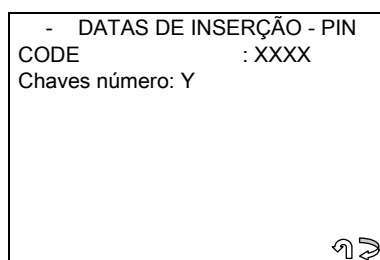 - DATAS DE INSERÇÃO - PIN
CODE : XXXX
Chaves número: Y